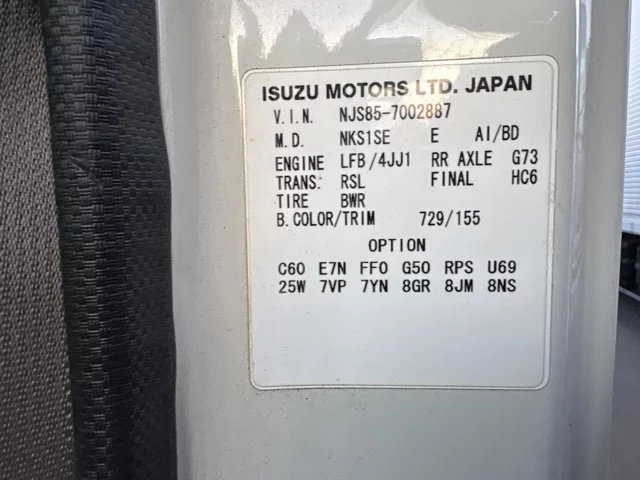 ISUZU MOTORS LTD. JAPAN
V.I.N. NJS85-7002887
M.D. NKS1SE E AI/BD
ENGINE LFB/4JJ1 RR AXLE G73
TRANS. RSL FINAL HC6
TIRE BWR
B.COLOR/TRIM 729/155
OPTION
C60 E7N FF0 G50 RPS U69
25W 7VP 7YN 8GR 8JM 8NS